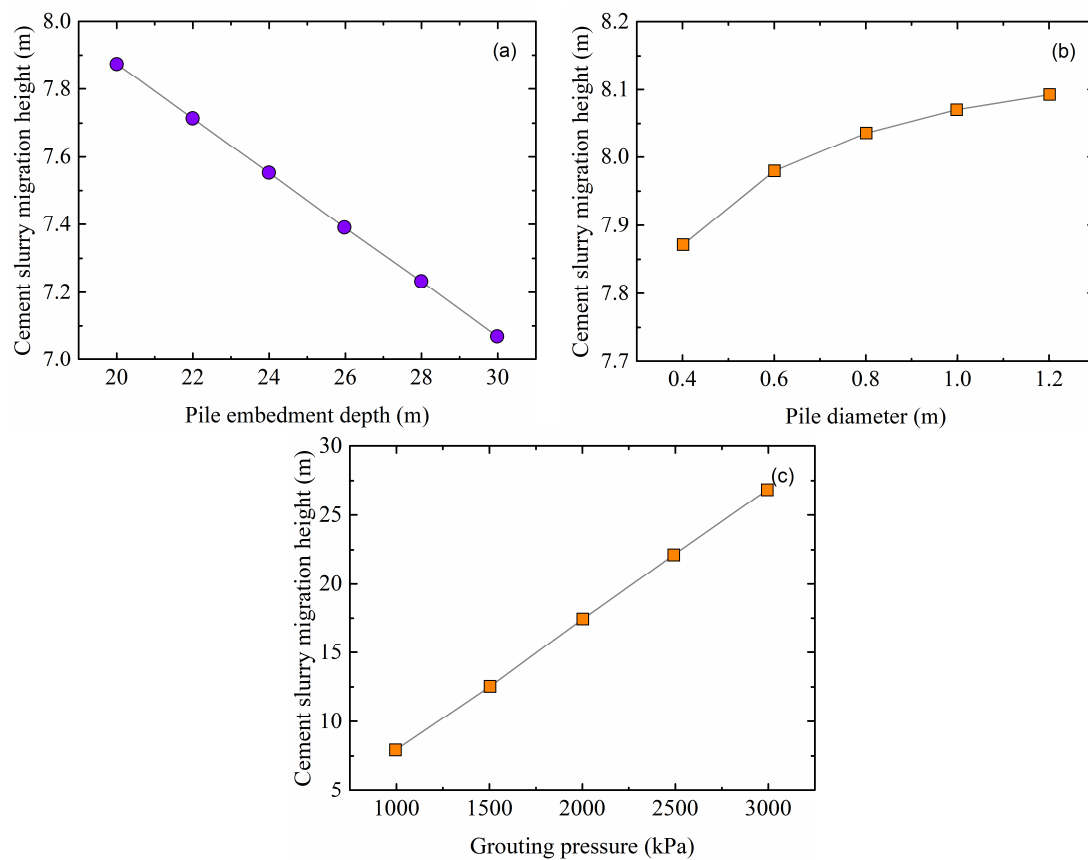 (a)
Cement slurry migration height (m)
8.0
7.8
7.6
7.4
7.2
7.0
20 22 24 26 28 30
Pile embedment depth (m)
(b)
Cement slurry migration height (m)
8.2
8.1
8.0
7.9
7.8
7.7
0.4 0.6 0.8 1.0 1.2
Pile diameter (m)
(c)
Cement slurry migration height (m)
30
25
20
15
10
5
1000 1500 2000 2500 3000
Grouting pressure (kPa)